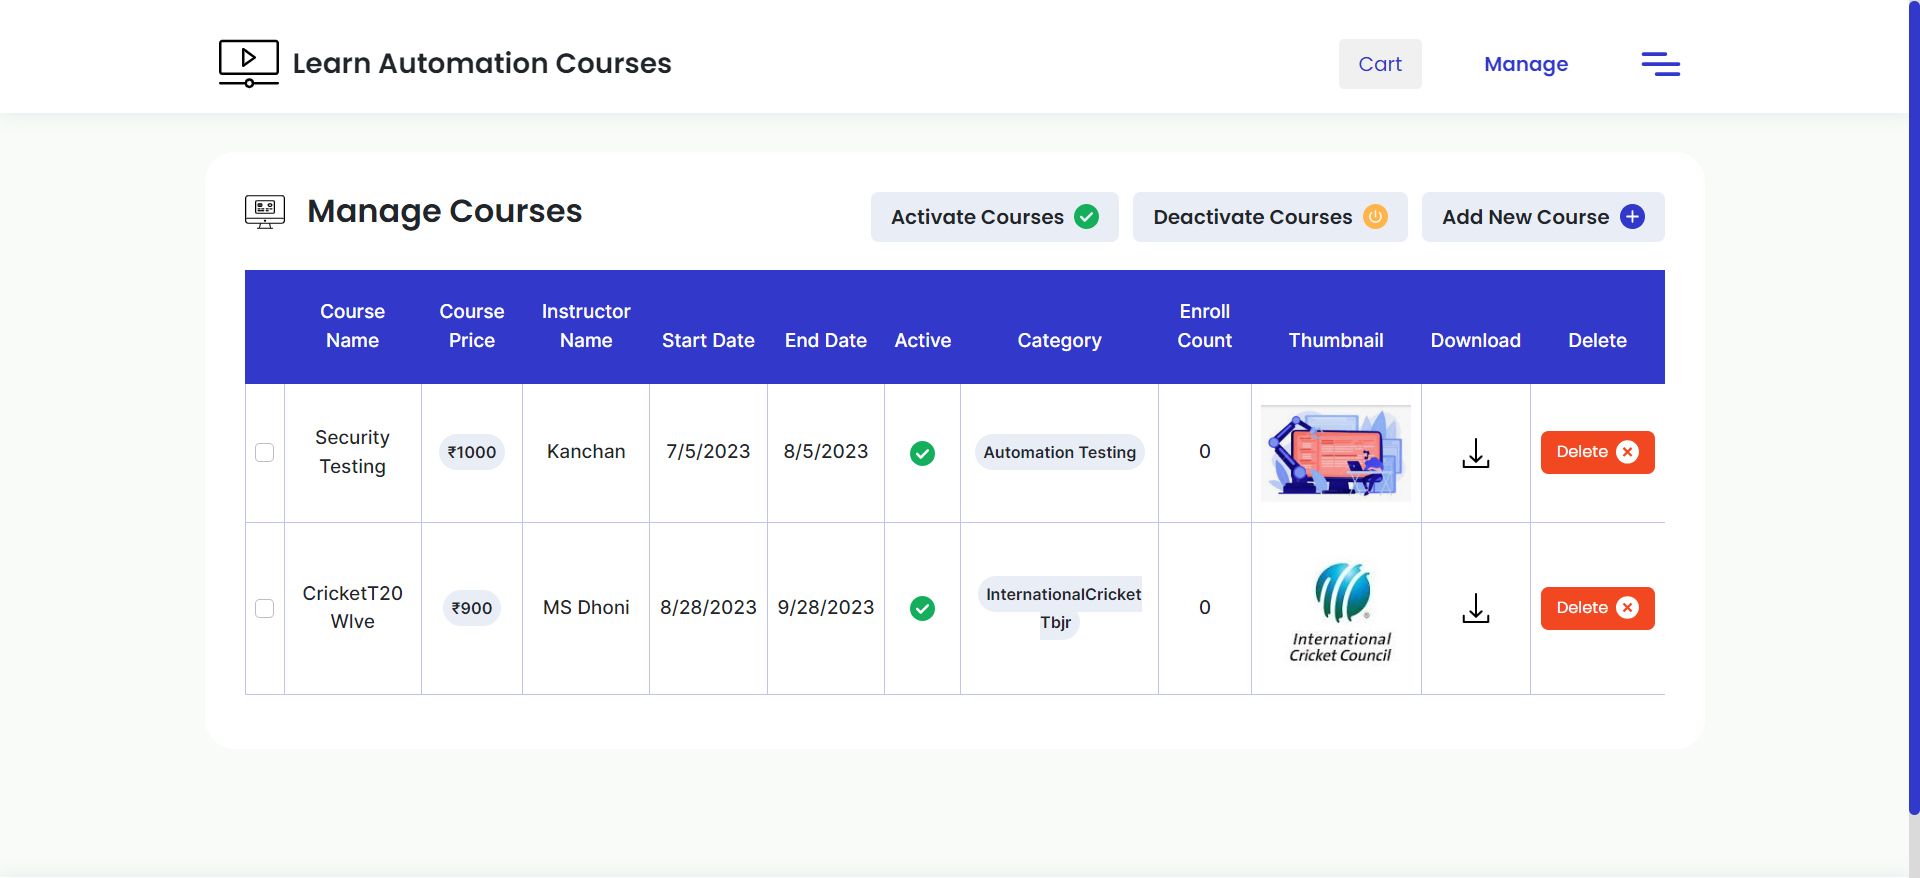 Learn Automation Courses
Cart
Manage
Manage Courses
Activate Courses
Deactivate Courses
Add New Course
Course Name
Course Price
Instructor Name
Start Date
End Date
Active
Category
Enroll Count
Thumbnail
Download
Delete
Security Testing
₹1000
Kanchan
7/5/2023
8/5/2023
Automation Testing
0
Delete
CricketT20 WIve
₹900
MS Dhoni
8/28/2023
9/28/2023
InternationalCricket
Tbjr
0
International
Cricket Council
Delete